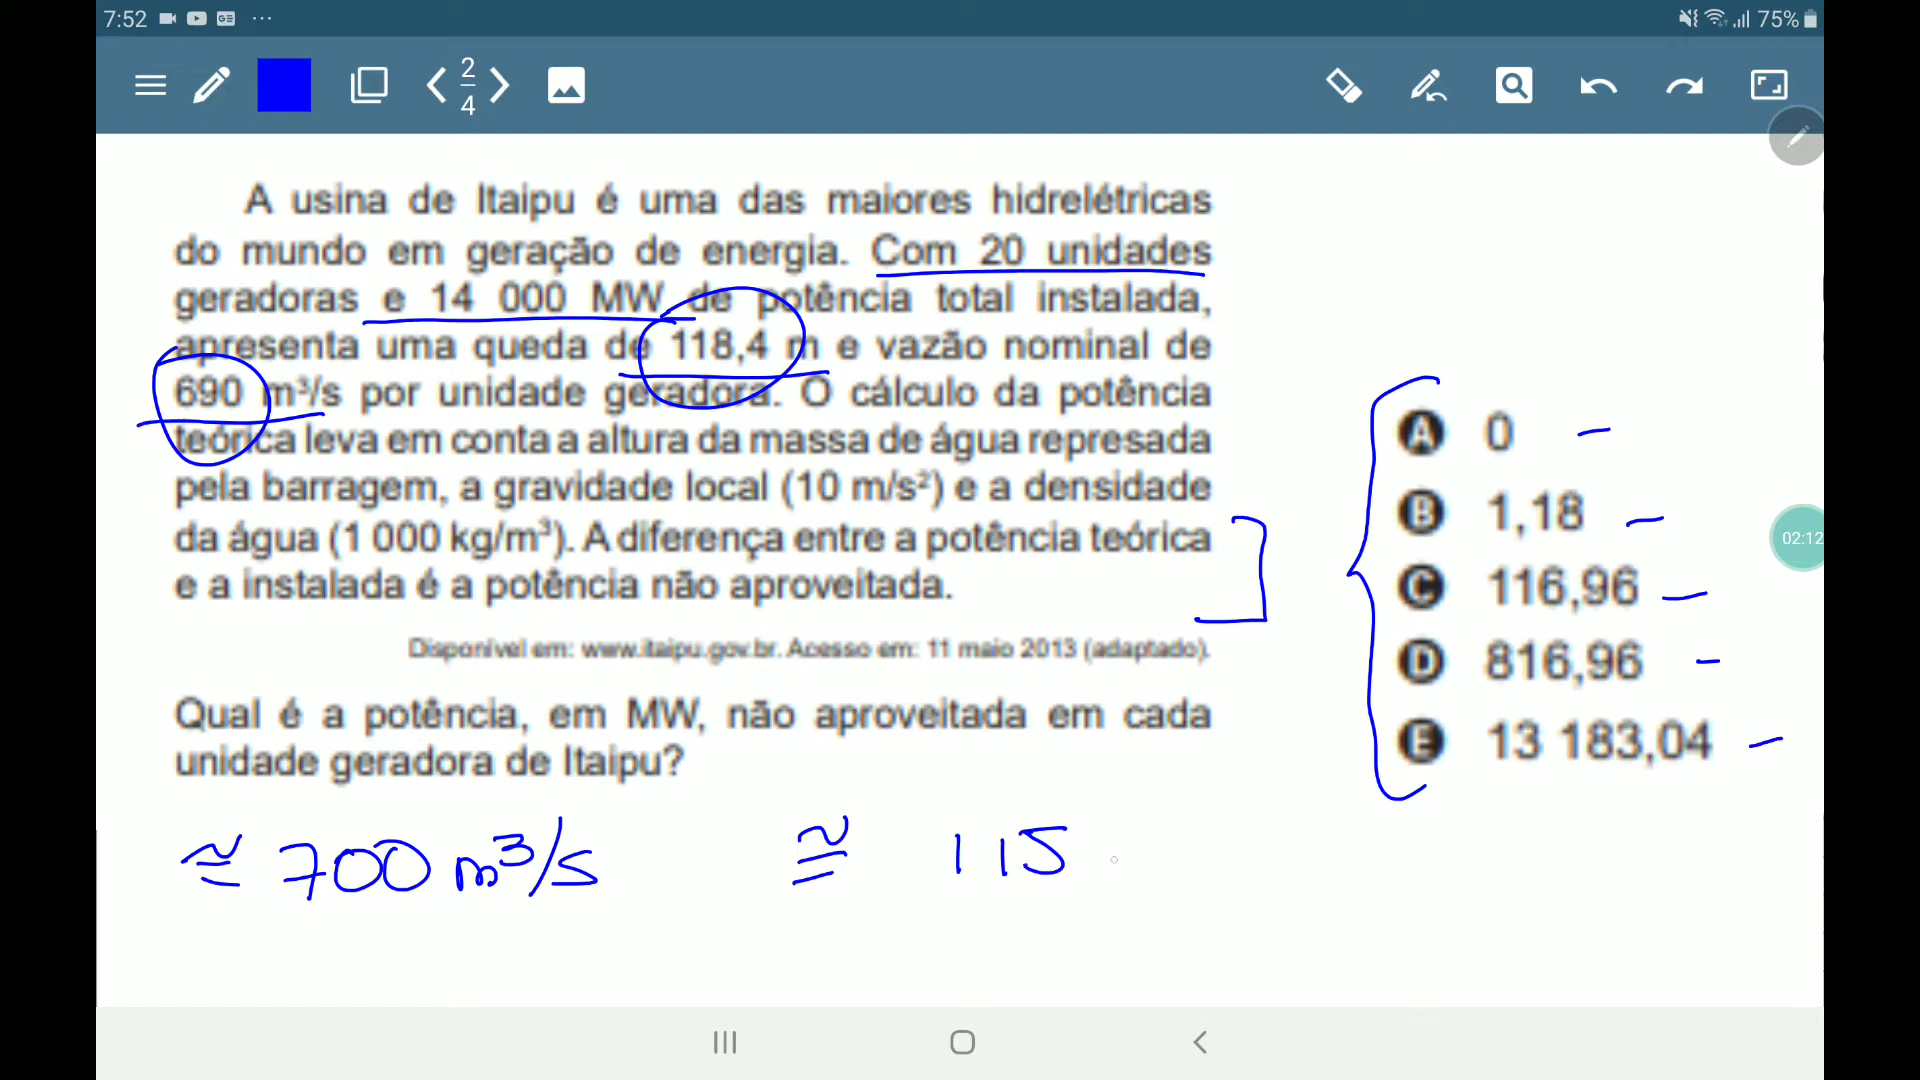 7:52
75%
2
4
A usina de Itaipu é uma das maiores hidrelétricas
do mundo em geração de energia. Com 20 unidades
geradoras e 14 000 MW de potência total instalada,
apresenta uma queda de 118,4 m e vazão nominal de
690 m³/s por unidade geradora. O cálculo da potência
teórica leva em conta a altura da massa de água represada
pela barragem, a gravidade local (10 m/s²) e a densidade
da água (1 000 kg/m³). A diferença entre a potência teórica
e a instalada é a potência não aproveitada.
Disponível em: www.itaipu.gov.br. Acesso em: 11 maio 2013 (adaptado).
Qual é a potência, em MW, não aproveitada em cada
unidade geradora de Itaipu?
A 0
B 1,18
C 116,96
D 816,96
E 13 183,04
02:12
≅ 700 m³/s ≅ 115